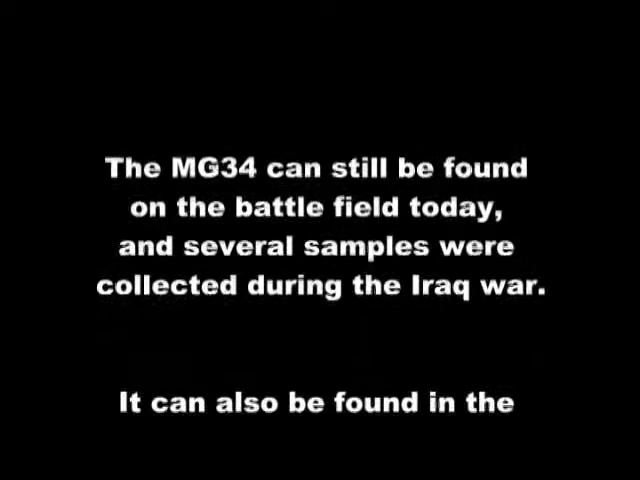 The MG34 can still be found
on the battle field today,
and several samples were
collected during the Iraq war.
It can also be found in the